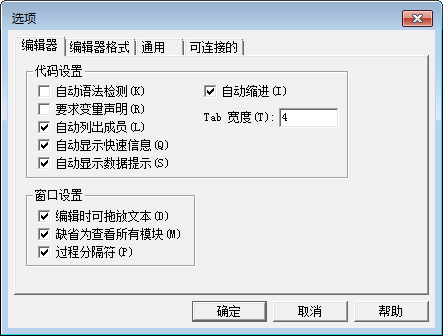 选项
编辑器 编辑器格式 通用 可连接的
代码设置
自动语法检测(K)
要求变量声明(R)
自动列出成员(L)
自动显示快速信息(Q)
自动显示数据提示(S)
自动缩进(I)
Tab 宽度(T): 4
窗口设置
编辑时可拖放文本(D)
缺省为查看所有模块(M)
过程分隔符(P)
确定 取消 帮助